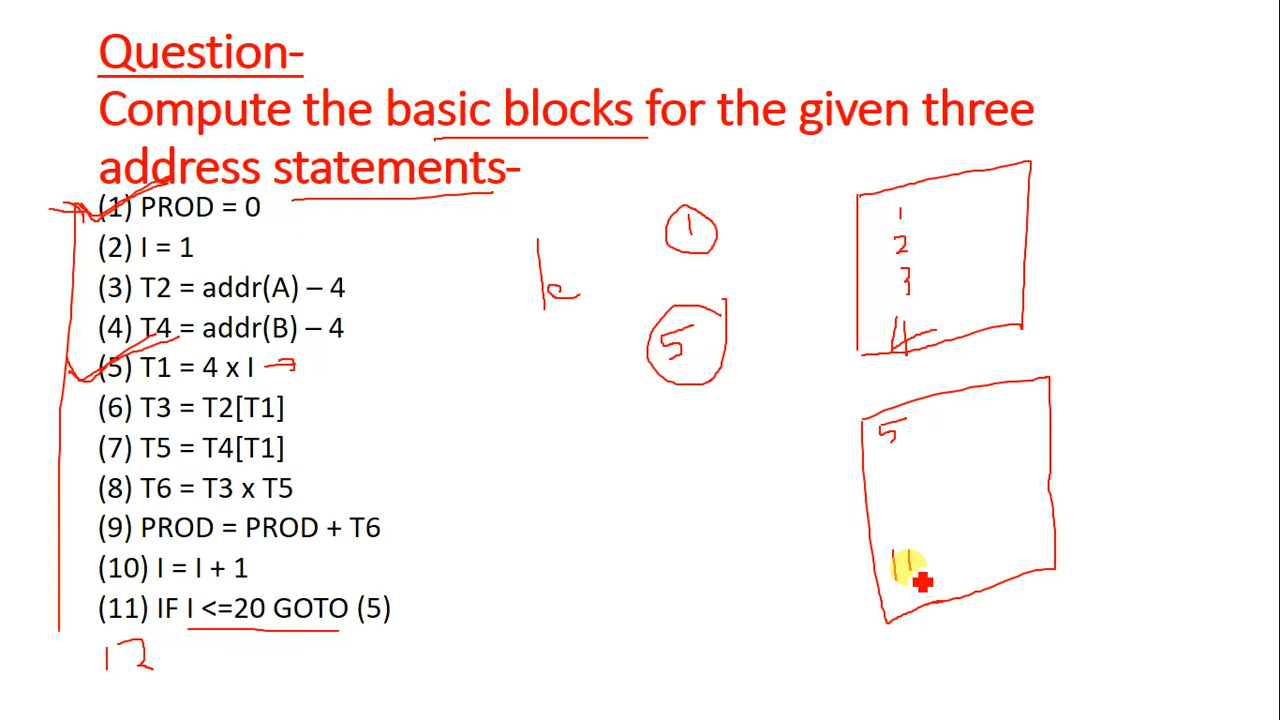 Question-
Compute the basic blocks for the given three
address statements-
(1) PROD = 0
(2) I = 1
(3) T2 = addr(A) – 4
(4) T4 = addr(B) – 4
(5) T1 = 4 x I
(6) T3 = T2[T1]
(7) T5 = T4[T1]
(8) T6 = T3 x T5
(9) PROD = PROD + T6
(10) I = I + 1
(11) IF I <=20 GOTO (5)
12
1
5
1
2
3
4
5
11